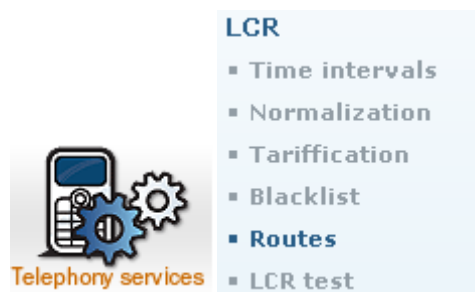 LCR
Time intervals
Normalization
Tariffication
Blacklist
Routes
LCR test
Telephony services